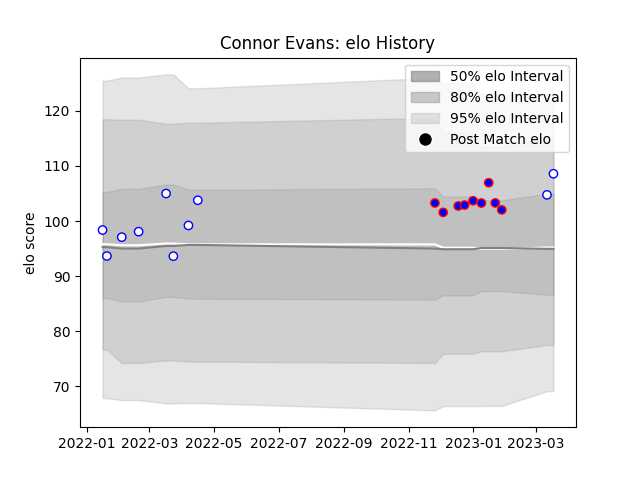 Connor Evans: elo History
50% elo Interval
80% elo Interval
95% elo Interval
Post Match elo
elo score
120
110
100
90
80
70
2022-01 2022-03 2022-05 2022-07 2022-09 2022-11 2023-01 2023-03